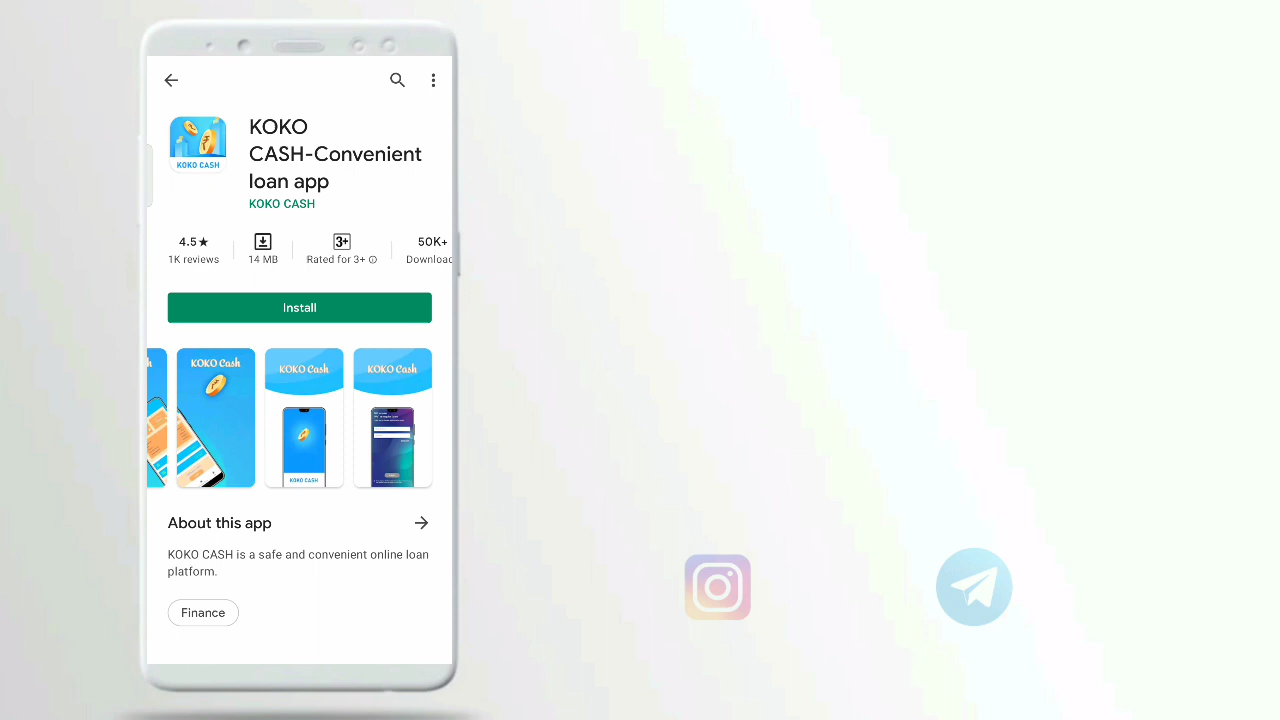 KOKO
CASH-Convenient
loan app
KOKO CASH
KOKO CASH
4.5★
1K reviews
14 MB
3+
Rated for 3+
50K+
Install
KOKO Cash
KOKO Cash
KOKO Cash
KOKO CASH
About this app
KOKO CASH is a safe and convenient online loan
platform.
Finance